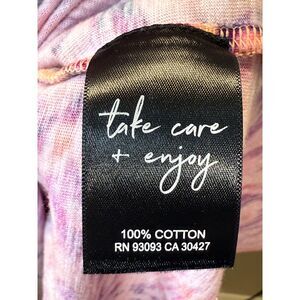 take care
+ enjoy
100% COTTON
RN 93093 CA 30427